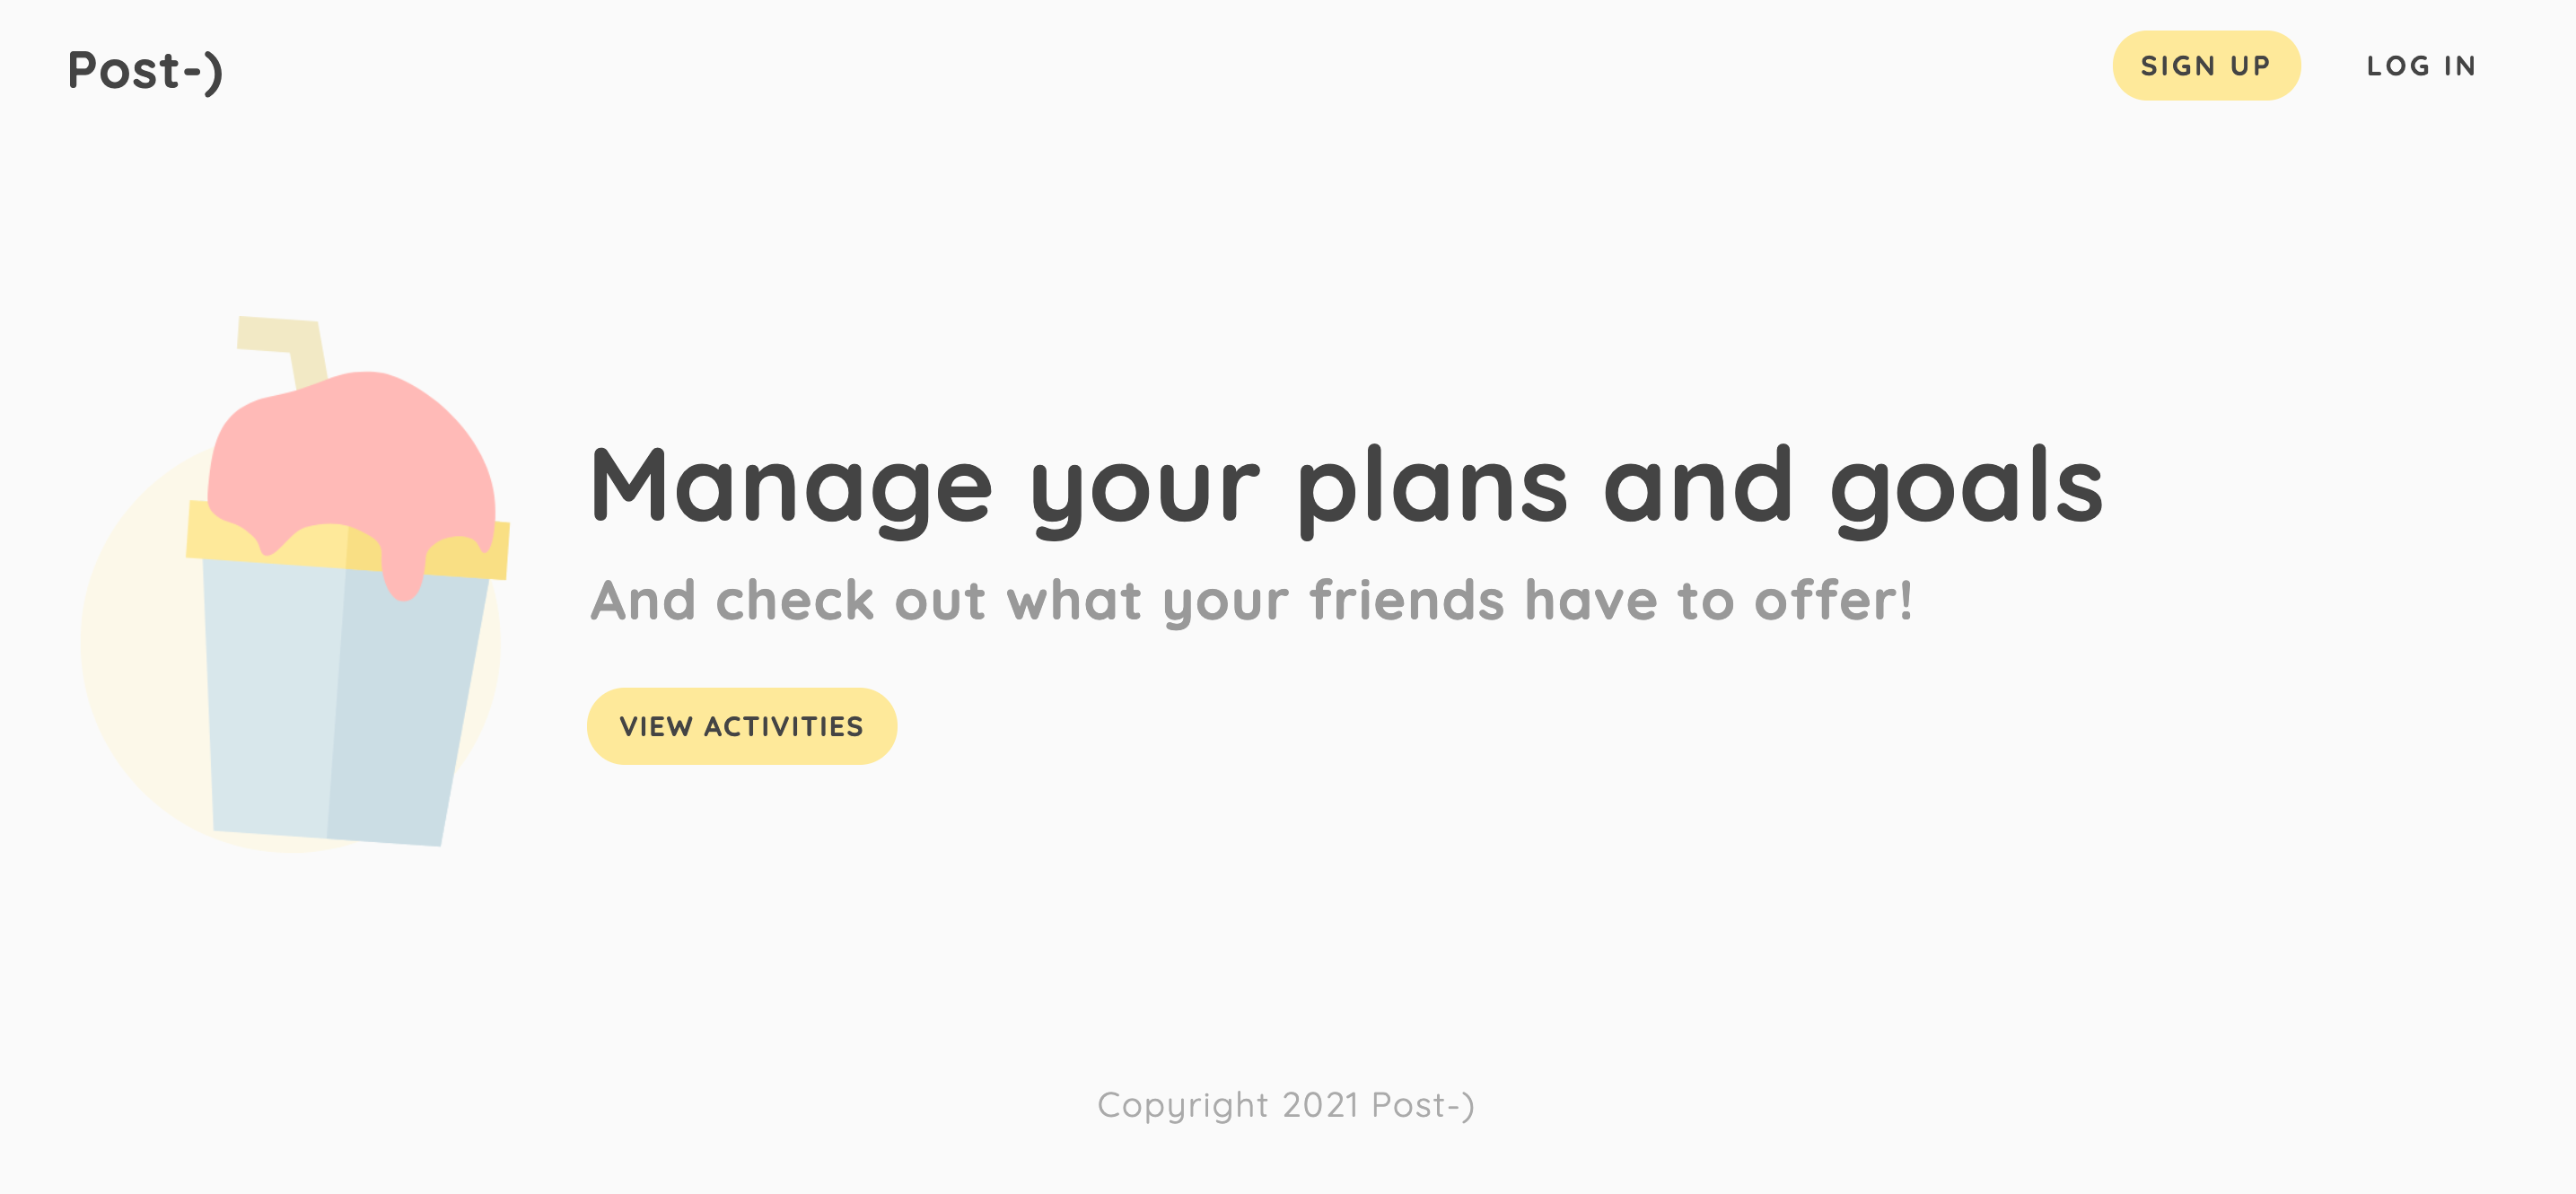 Post-)
SIGN UP
LOG IN
Manage your plans and goals
And check out what your friends have to offer!
VIEW ACTIVITIES
Copyright 2021 Post-)